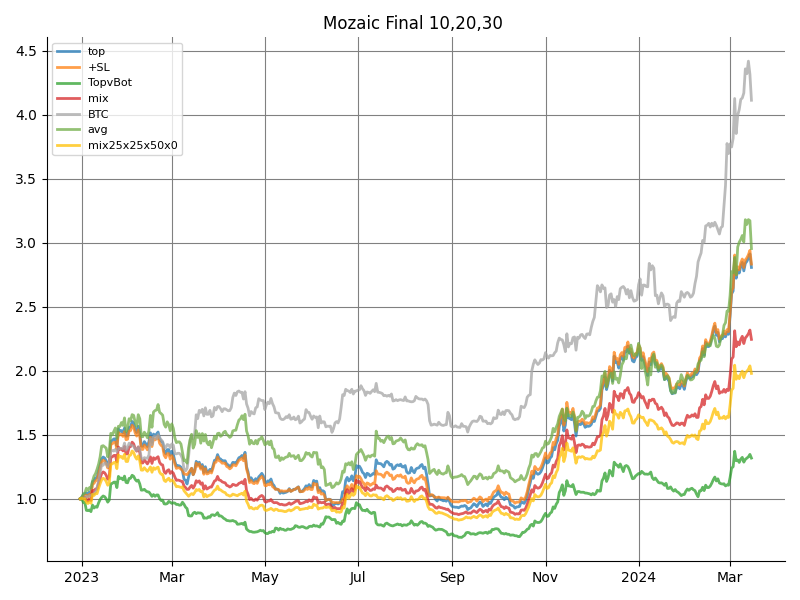 Mozaic Final 10,20,30
top
+SL
TopvBot
mix
BTC
avg
mix25x25x50x0
4.5
4.0
3.5
3.0
2.5
2.0
1.5
1.0
2023
Mar
May
Jul
Sep
Nov
2024
Mar